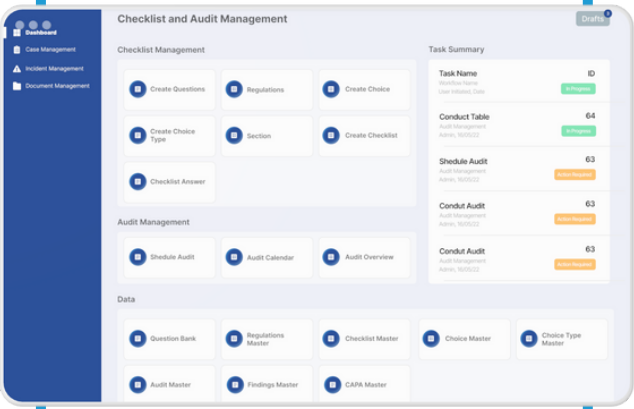 Dashboard
Case Management
Incident Management
Document Management
Checklist and Audit Management
Drafts
Checklist Management
Create Questions
Regulations
Create Choice
Create Choice
Type
Section
Create Checklist
Checklist Answer
Audit Management
Shedule Audit
Audit Calendar
Audit Overview
Data
Question Bank
Regulations
Master
Checklist Master
Choice Master
Choice Type
Master
Audit Master
Findings Master
CAPA Master
Task Summary
Task Name
ID
Workflow Name
User Initiated, Date
In Progress
Conduct Table
64
Audit Management
Admin, 16/05/22
In Progress
Shedule Audit
63
Audit Management
Admin, 16/05/22
Action Required
Condut Audit
63
Audit Management
Admin, 16/05/22
Action Required
Condut Audit
63
Audit Management
Admin, 16/05/22
Action Required